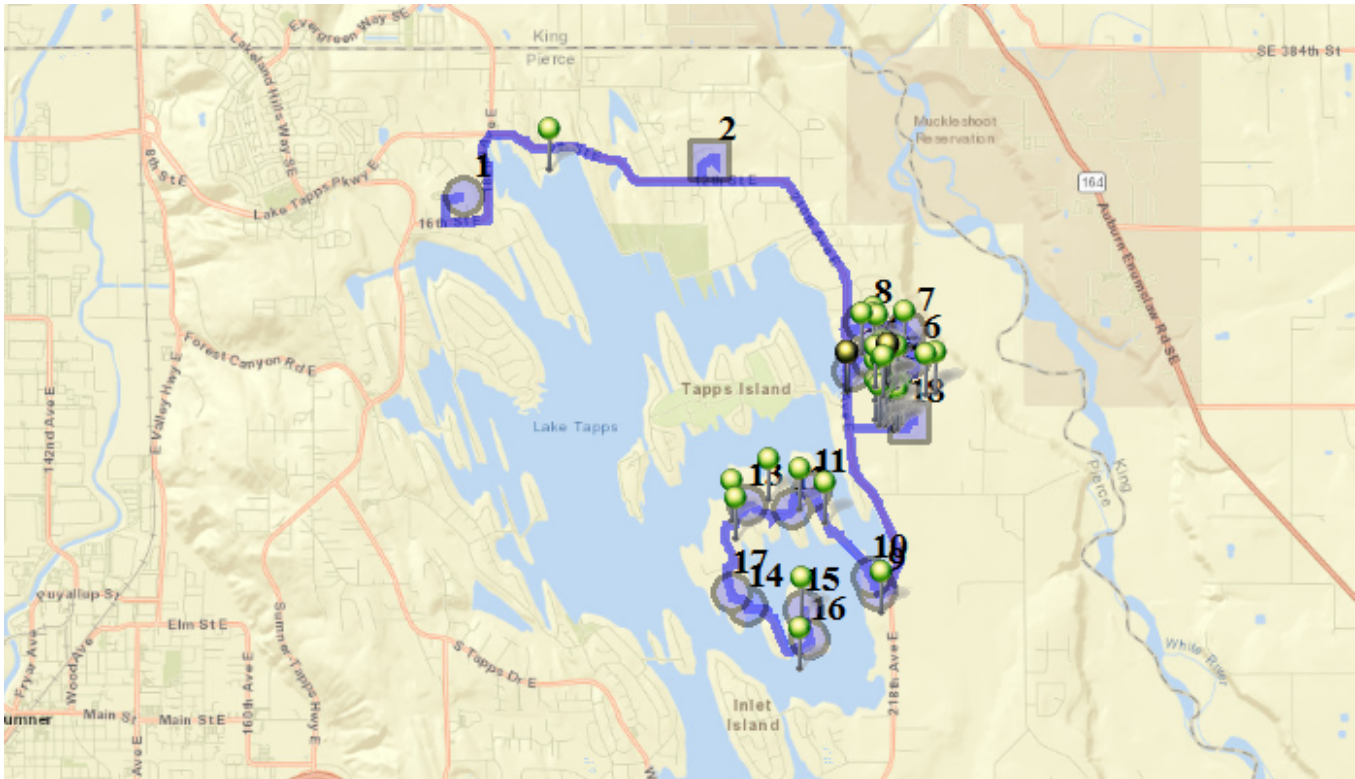 Evergreen Way SE
King
Pierce
SE 384th St
Lakeland Hills Way SE
Muckleshoot
Reservation
2
1
8th St E
12th St E
164
Lake Tapps Pkwy E
16th St E
Auburn Enumclaw Rd SE
8
7
6
Forest Canyon Rd E
E Valley Hwy E
142nd Ave E
Tapps Island
18
Lake Tapps
King
Pierce
13
11
10
9
17
14
15
16
Elm St E
Sumner Tapps Hwy E
S Tapps Dr E
218th Ave E
White River
Fryar Ave
Wood Ave
160th Ave E
Inlet
Island
umner
Main St
Main St E
Ave E
W